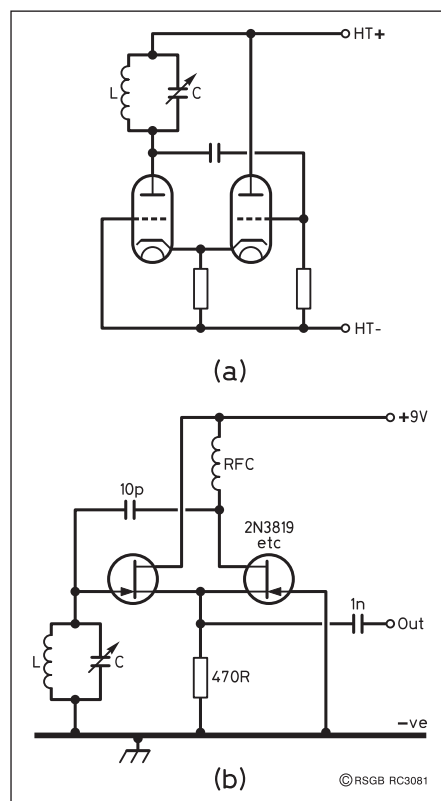 HT+
L
C
HT-
(a)
+9V
RFC
10p
2N3819
etc
1n
Out
L
C
470R
-ve
(b)
© RSGB RC3081